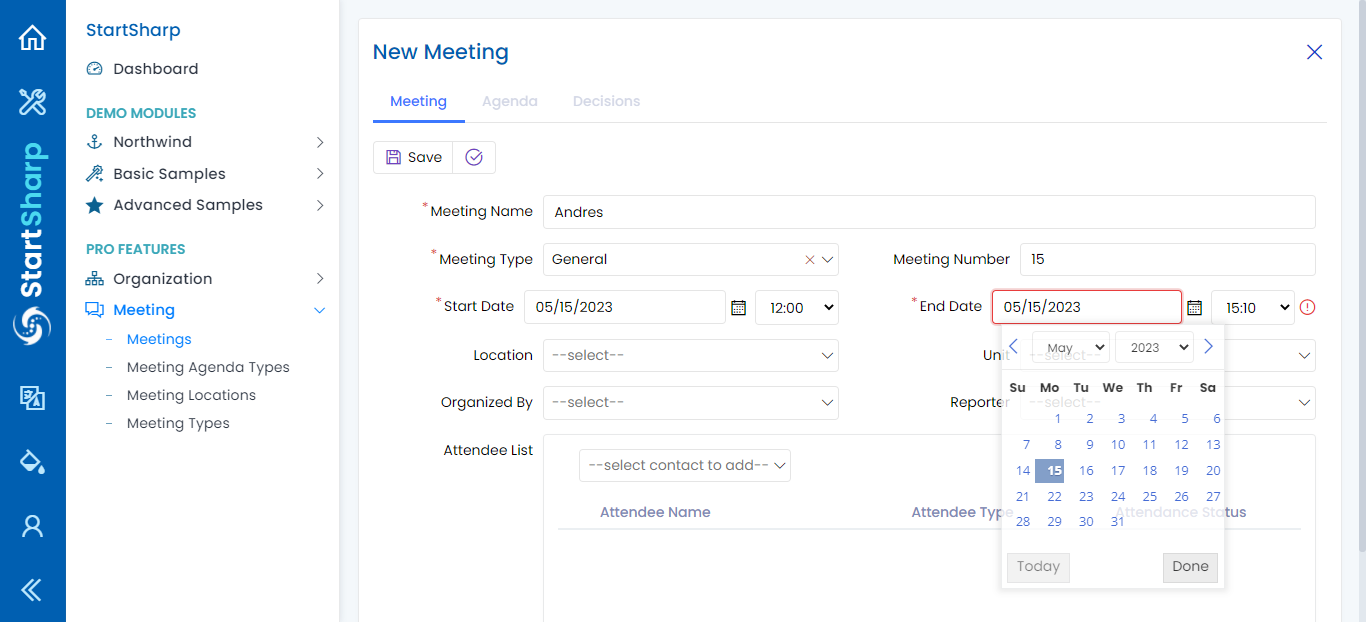 StartSharp
StartSharp
Dashboard
DEMO MODULES
Northwind
Basic Samples
Advanced Samples
PRO FEATURES
Organization
Meeting
Meetings
Meeting Agenda Types
Meeting Locations
Meeting Types
New Meeting
Meeting Agenda Decisions
Save
*Meeting Name Andres
*Meeting Type General Meeting Number 15
*Start Date 05/15/2023 12:00 *End Date 05/15/2023 15:10
Location --select-- Unit --select--
Organized By --select-- Reporter --select--
Attendee List
--select contact to add--
Attendee Name Attendee Type Attendance Status
May 2023
Su Mo Tu We Th Fr Sa
1 2 3 4 5 6
7 8 9 10 11 12 13
14 15 16 17 18 19 20
21 22 23 24 25 26 27
28 29 30 31
Today Done